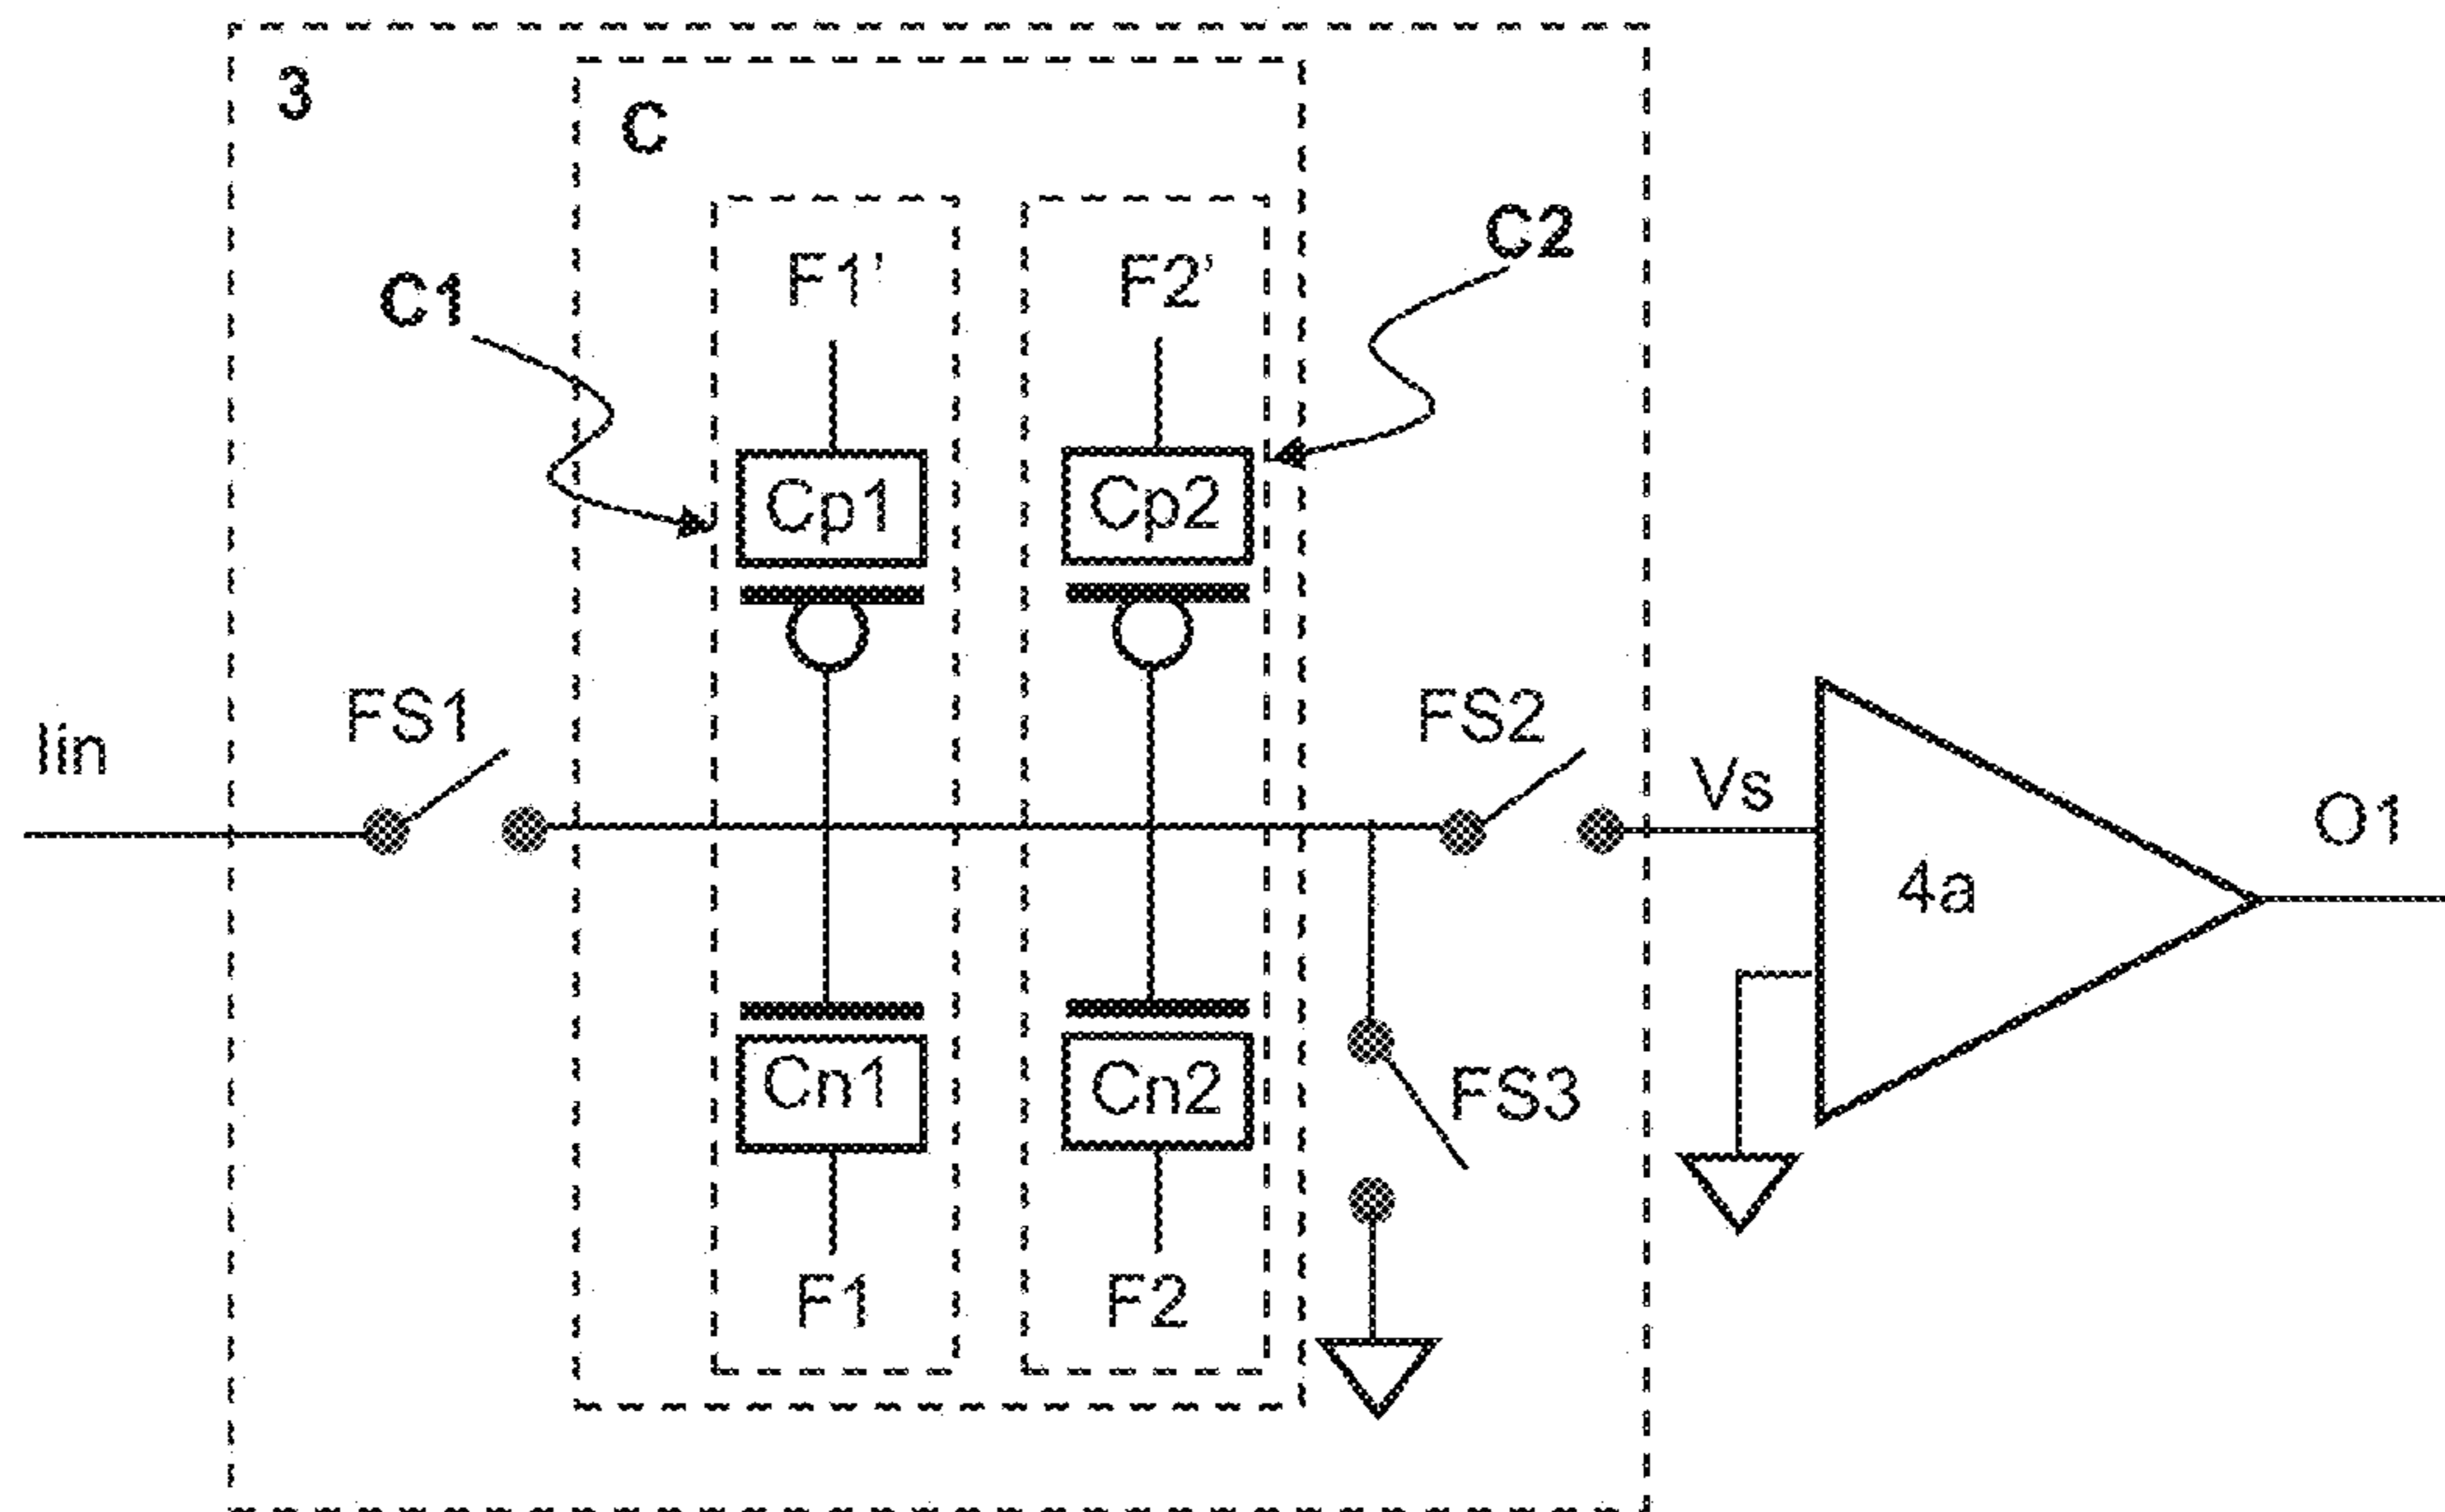 3
C
C2
F1'
F2'
C1
Cp1
Cp2
FS1
FS2
Iin
Vs
O1
4a
Cn1
Cn2
FS3
F1
F2